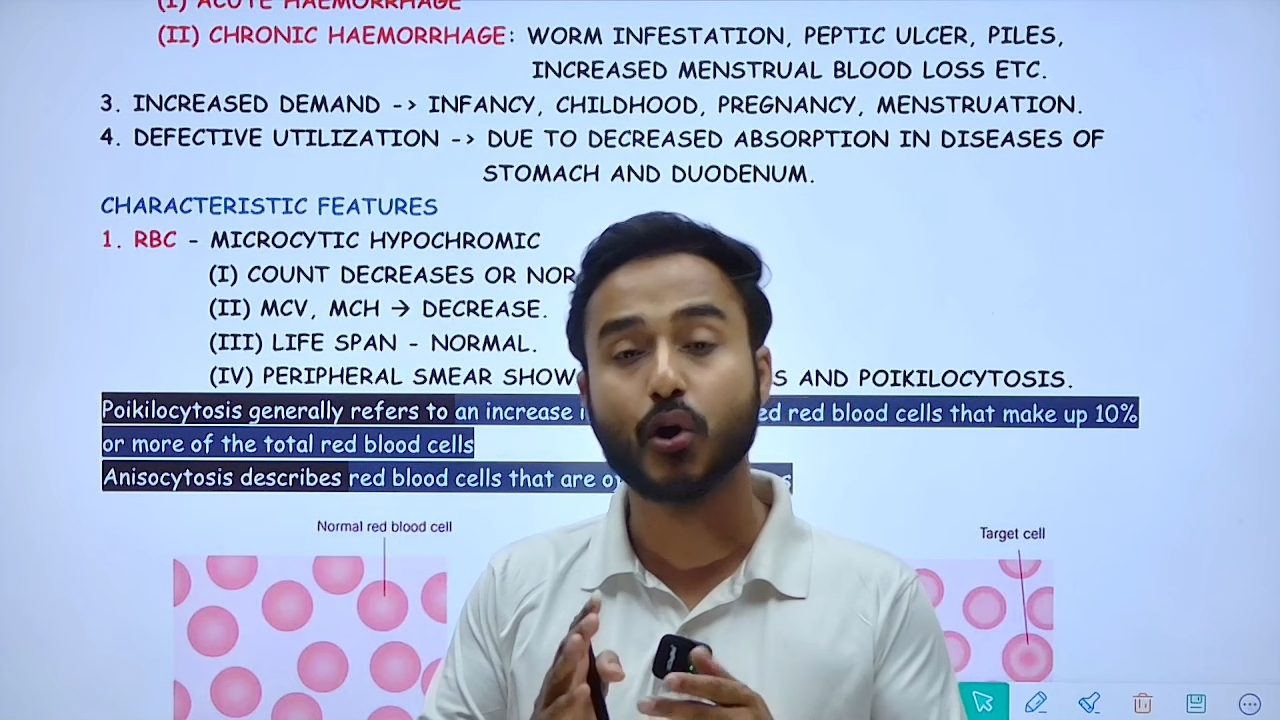 (I) ACUTE HAEMORRHAGE
(II) CHRONIC HAEMORRHAGE: WORM INFESTATION, PEPTIC ULCER, PILES,
INCREASED MENSTRUAL BLOOD LOSS ETC.
3. INCREASED DEMAND -> INFANCY, CHILDHOOD, PREGNANCY, MENSTRUATION.
4. DEFECTIVE UTILIZATION -> DUE TO DECREASED ABSORPTION IN DISEASES OF
STOMACH AND DUODENUM.
CHARACTERISTIC FEATURES
1. RBC - MICROCYTIC HYPOCHROMIC
(I) COUNT DECREASES OR
(II) MCV, MCH → DECREASE.
(III) LIFE SPAN - NORMAL.
(IV) PERIPHERAL SMEAR SHOW AND POIKILOCYTOSIS.
Poikilocytosis generally refers to an increase red blood cells that make up 10%
or more of the total red blood cells
Anisocytosis describes red blood cells that are
Normal red blood cell
Target cell